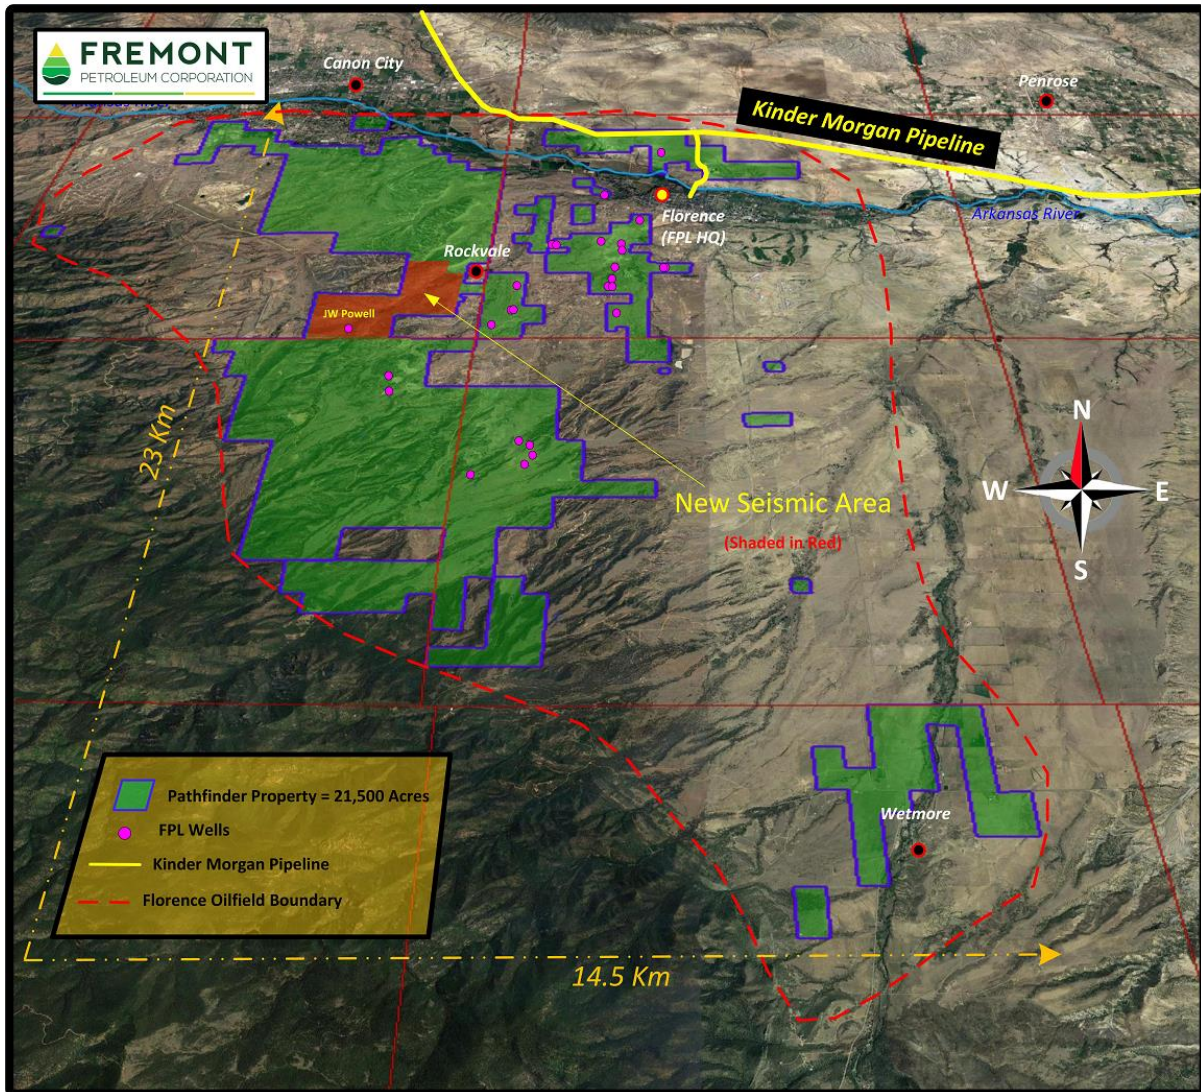 FREMONT
PETROLEUM CORPORATION
Arkansas River
Canon City
Penrose
Kinder Morgan Pipeline
Arkansas River
Florence
(FPL HQ)
Rockvale
JW Powell
23 Km
New Seismic Area
(Shaded in Red)
N
W
E
S
Pathfinder Property = 21,500 Acres
FPL Wells
Kinder Morgan Pipeline
Florence Oilfield Boundary
Wetmore
14.5 Km